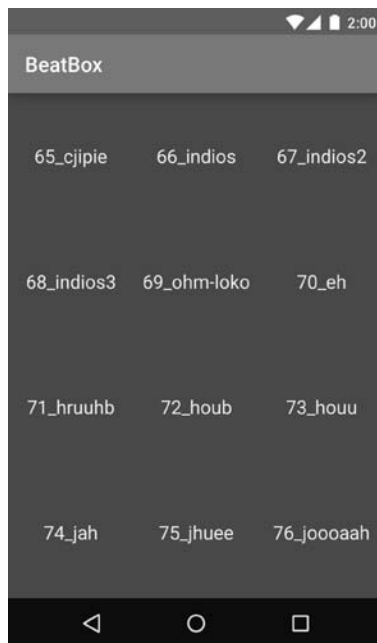 2:00
BeatBox
65_cjipie 66_indios 67_indios2
68_indios3 69_ohm-loko 70_eh
71_hruuhb 72_houb 73_houu
74_jah 75_jhuee 76_joooaah